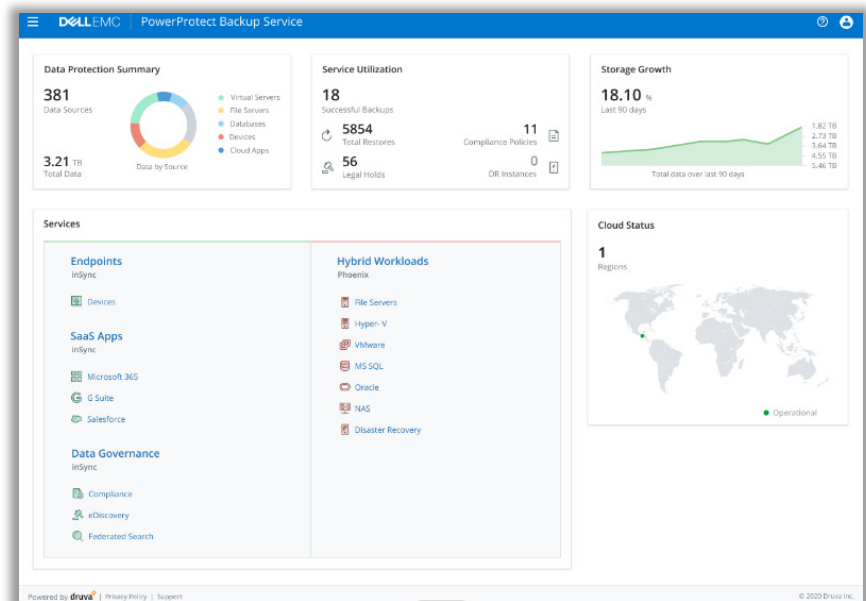 DELLEMC | PowerProtect Backup Service
Data Protection Summary
381
Data Sources
3.21 TB
Total Data
Data by Source
Virtual Servers
File Servers
Databases
Devices
Cloud Apps
Service Utilization
18
Successful Backups
5854
Total Restores
11
Compliance Policies
56
Legal Holds
0
DR Instances
Storage Growth
18.10 %
Last 90 days
1.82 TB
2.73 TB
3.64 TB
4.55 TB
5.46 TB
Total data over last 90 days
Services
Endpoints
inSync
Devices
SaaS Apps
inSync
Microsoft 365
G Suite
Salesforce
Data Governance
inSync
Compliance
eDiscovery
Federated Search
Hybrid Workloads
Phoenix
File Servers
Hyper- V
VMware
MS SQL
Oracle
NAS
Disaster Recovery
Cloud Status
1
Regions
Operational
Powered by druva | Privacy Policy | Support
© 2020 Druva Inc.